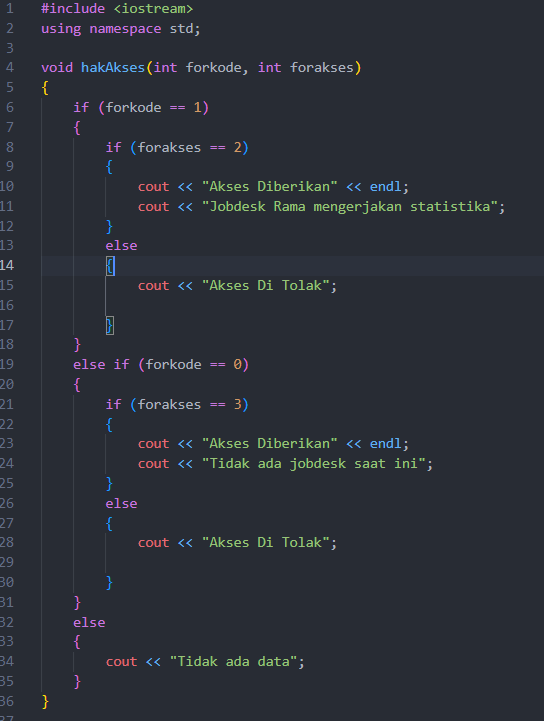 1 #include <iostream>
2 using namespace std;
3
4 void hakAkses(int forkode, int forakses)
5 {
6     if (forkode == 1)
7     {
8         if (forakses == 2)
9         {
10             cout << "Akses Diberikan" << endl;
11             cout << "Jobdesk Rama mengerjakan statistika";
12         }
13         else
14         {
15             cout << "Akses Di Tolak";
16
17         }
18     }
19     else if (forkode == 0)
20     {
21         if (forakses == 3)
22         {
23             cout << "Akses Diberikan" << endl;
24             cout << "Tidak ada jobdesk saat ini";
25         }
26         else
27         {
28             cout << "Akses Di Tolak";
29
30         }
31     }
32     else
33     {
34         cout << "Tidak ada data";
35     }
36 }
37